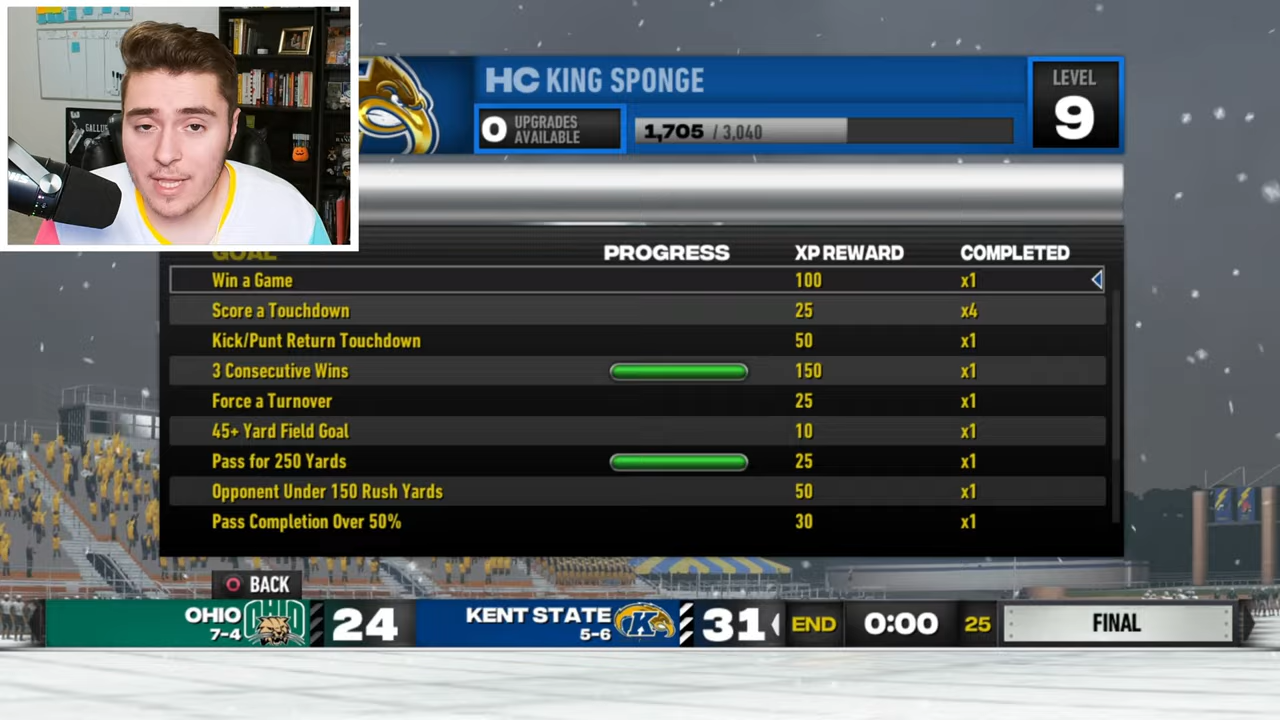 GALLU
HC KING SPONGE
0 UPGRADES AVAILABLE
1,705 / 3,040
LEVEL
9
GOAL PROGRESS XP REWARD COMPLETED
Win a Game 100 x1
Score a Touchdown 25 x4
Kick/Punt Return Touchdown 50 x1
3 Consecutive Wins 150 x1
Force a Turnover 25 x1
45+ Yard Field Goal 10 x1
Pass for 250 Yards 25 x1
Opponent Under 150 Rush Yards 50 x1
Pass Completion Over 50% 30 x1
BACK
OHIO 7-4 OHIO 24 KENT STATE 5-6 K 31 END 0:00 25 FINAL